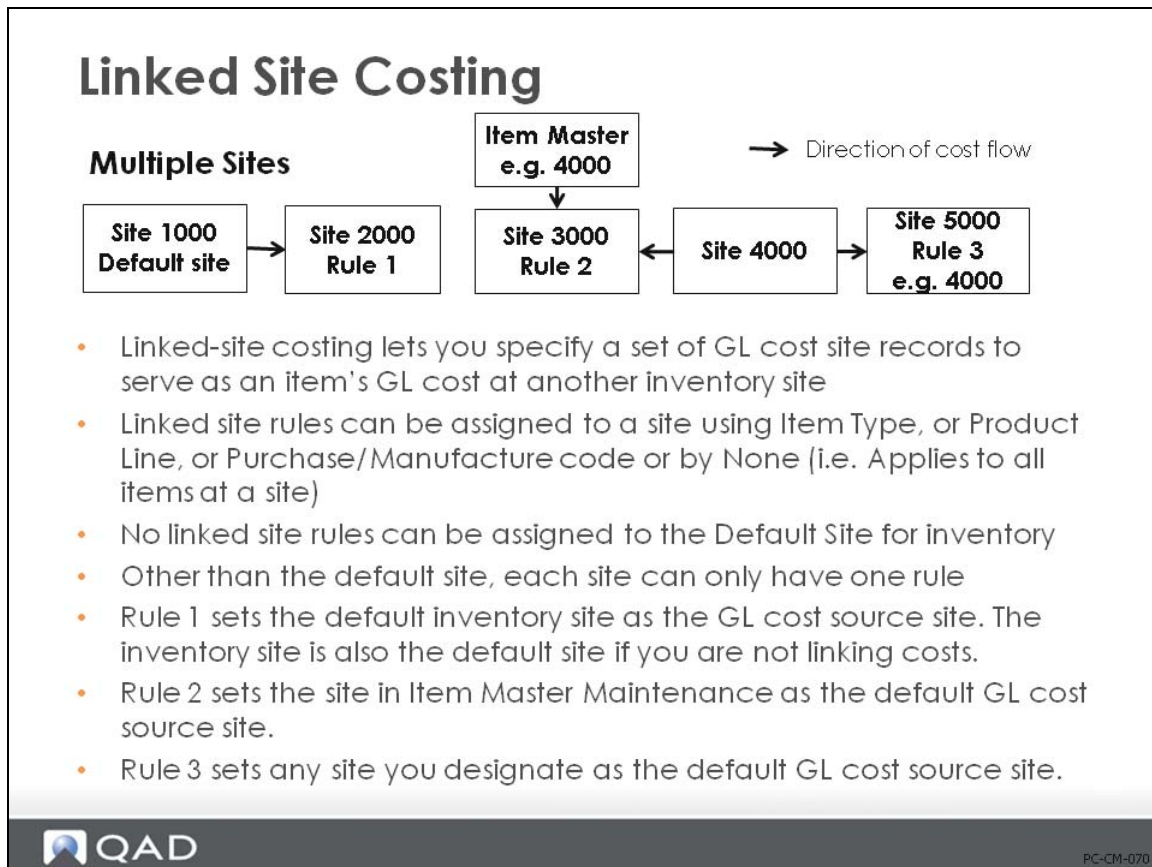 Linked Site Costing
Multiple Sites
Item Master
e.g. 4000
Direction of cost flow
Site 1000
Default site
Site 2000
Rule 1
Site 3000
Rule 2
Site 4000
Site 5000
Rule 3
e.g. 4000
• Linked-site costing lets you specify a set of GL cost site records to
serve as an item's GL cost at another inventory site
• Linked site rules can be assigned to a site using Item Type, or Product
Line, or Purchase/Manufacture code or by None (i.e. Applies to all
items at a site)
• No linked site rules can be assigned to the Default Site for inventory
• Other than the default site, each site can only have one rule
• Rule 1 sets the default inventory site as the GL cost source site. The
inventory site is also the default site if you are not linking costs.
• Rule 2 sets the site in Item Master Maintenance as the default GL cost
source site.
• Rule 3 sets any site you designate as the default GL cost source site.
QAD
PC-CM-070